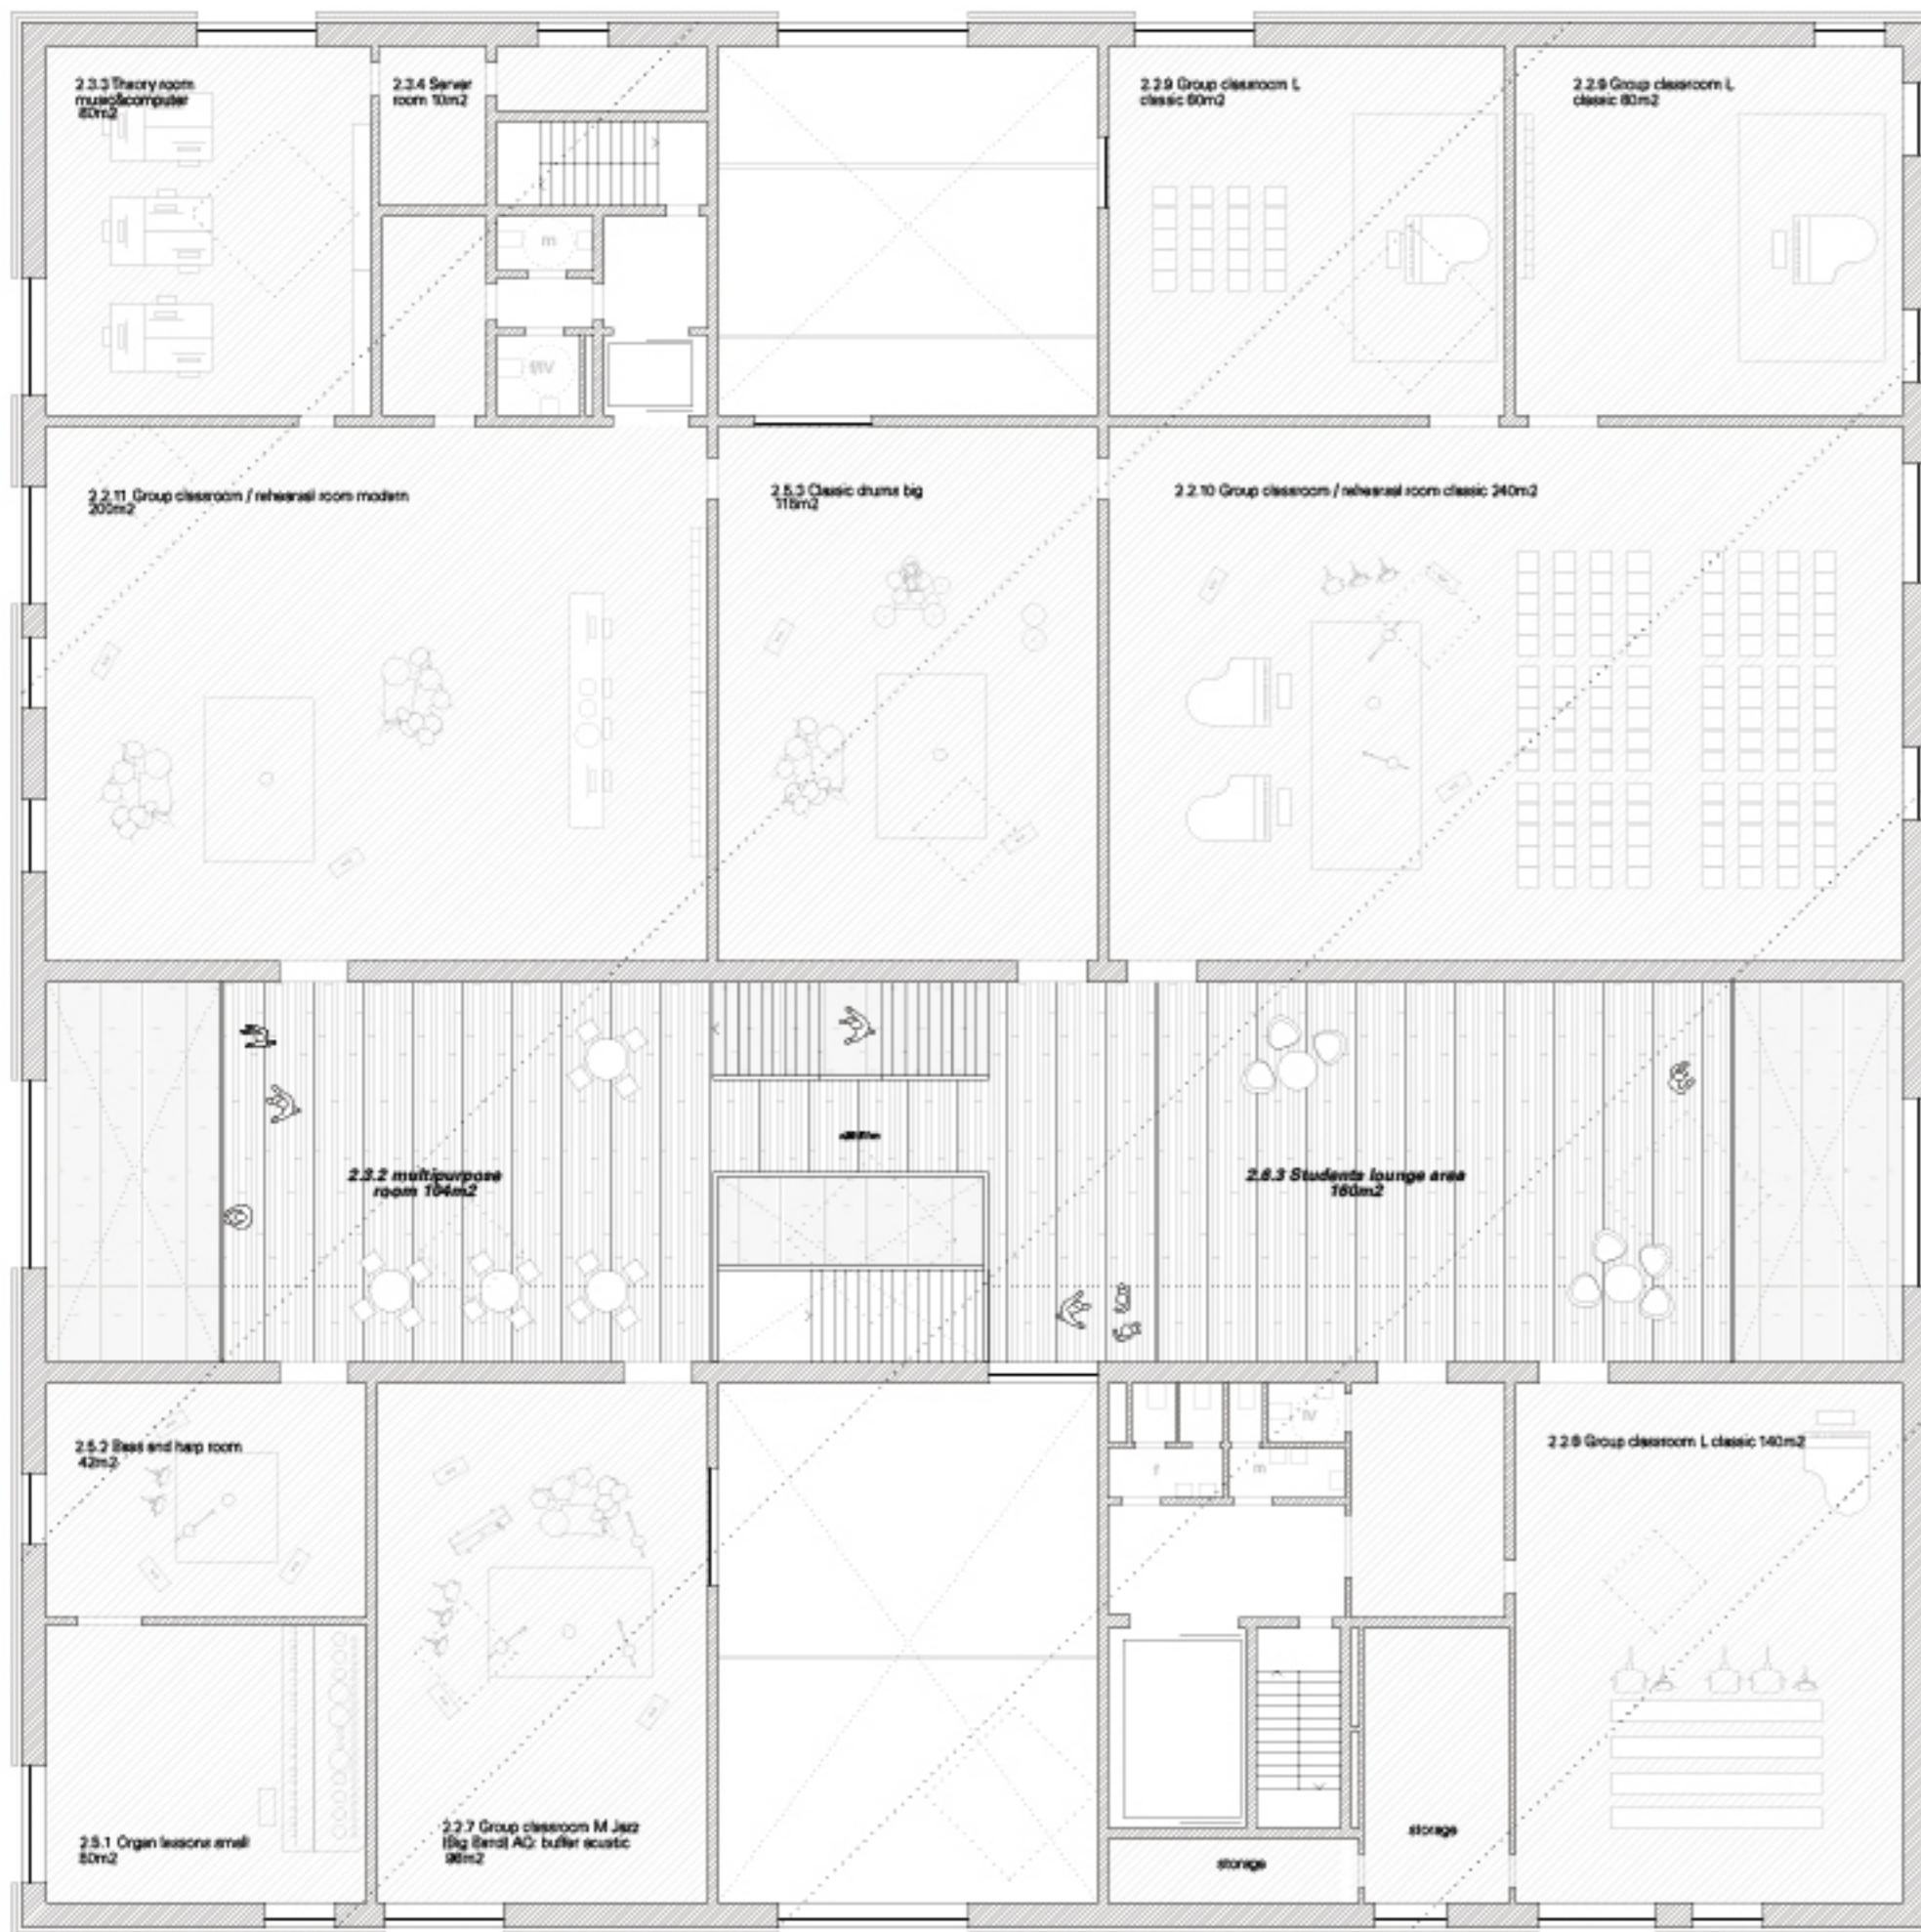 2.3.3 Theory room
music&computer
60m2
2.3.4 Server
room 10m2
2.2.9 Group classroom L
classic 80m2
2.2.9 Group classroom L
classic 80m2
m
f/IV
2.2.11 Group classroom / rehearsal room modern
200m2
2.5.3 Classic drums big
115m2
2.2.10 Group classroom / rehearsal room classic 240m2
2.3.2 multipurpose
room 104m2
2.6.3 Students lounge area
160m2
2.5.2 Bass and harp room
42m2
IV
f
m
2.2.8 Group classroom L classic 140m2
2.5.1 Organ lessons small
50m2
2.2.7 Group classroom M Jazz
(Big Band) AG: buffer acustic
98m2
storage
storage